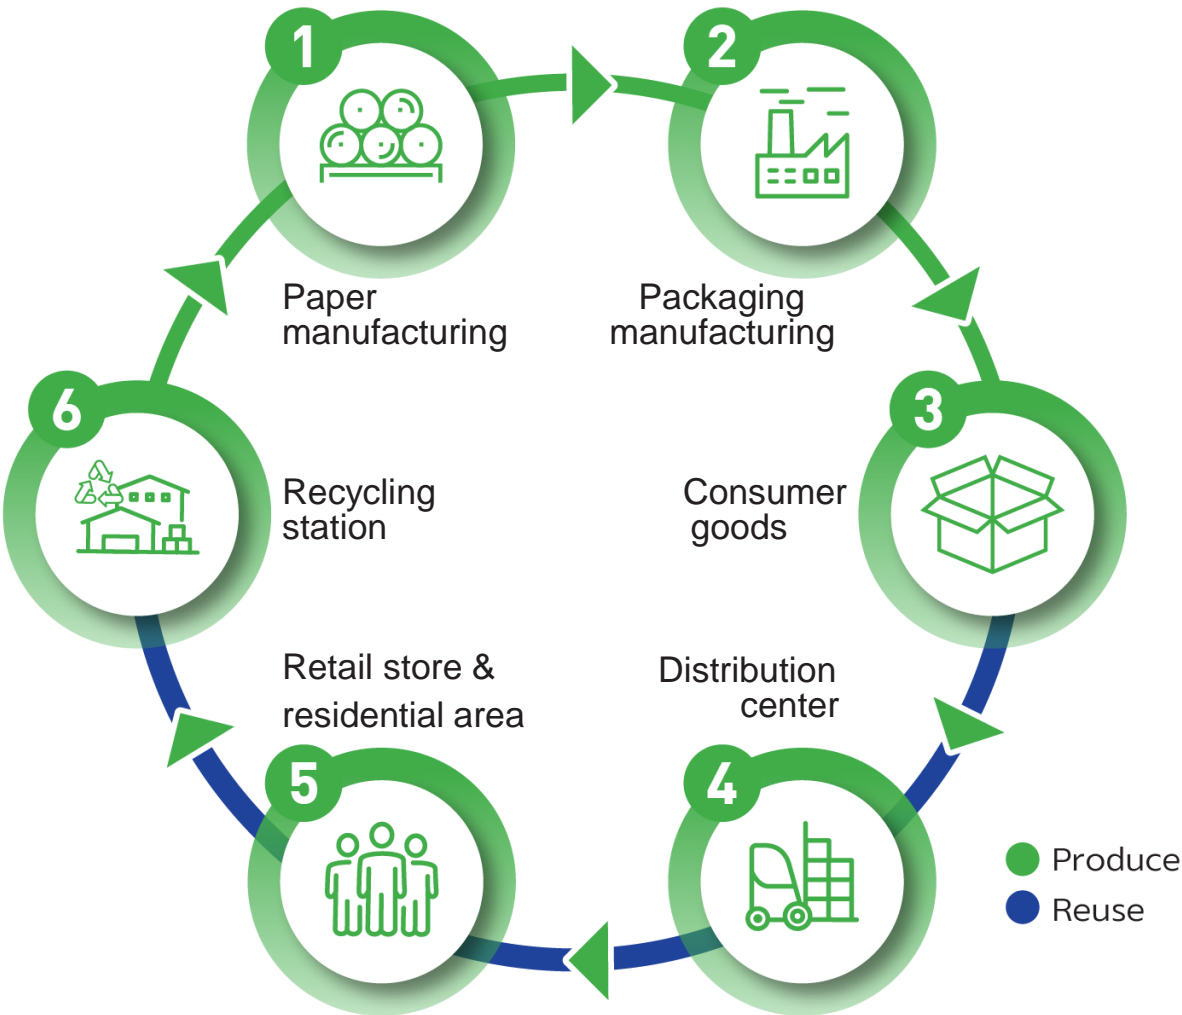 1
Paper
manufacturing
2
Packaging
manufacturing
3
Consumer
goods
4
Distribution
center
5
Retail store &
residential area
6
Recycling
station
Produce
Reuse